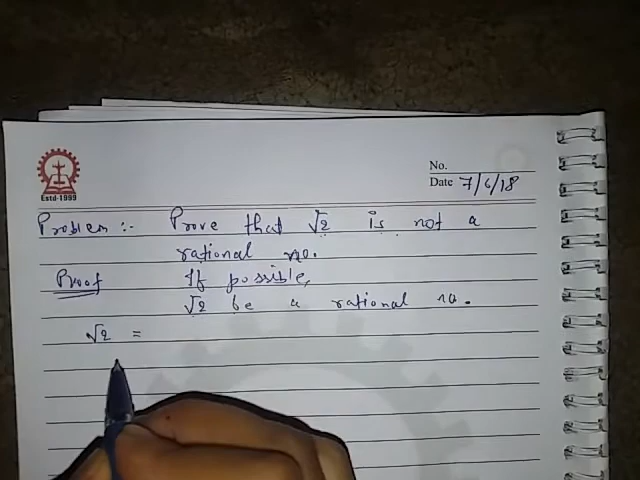 Estd-1999
No.
Date 7/6/18
Problem :- Prove that √2 is not a
rational no.
Proof If possible,
√2 be a rational no.
√2 =